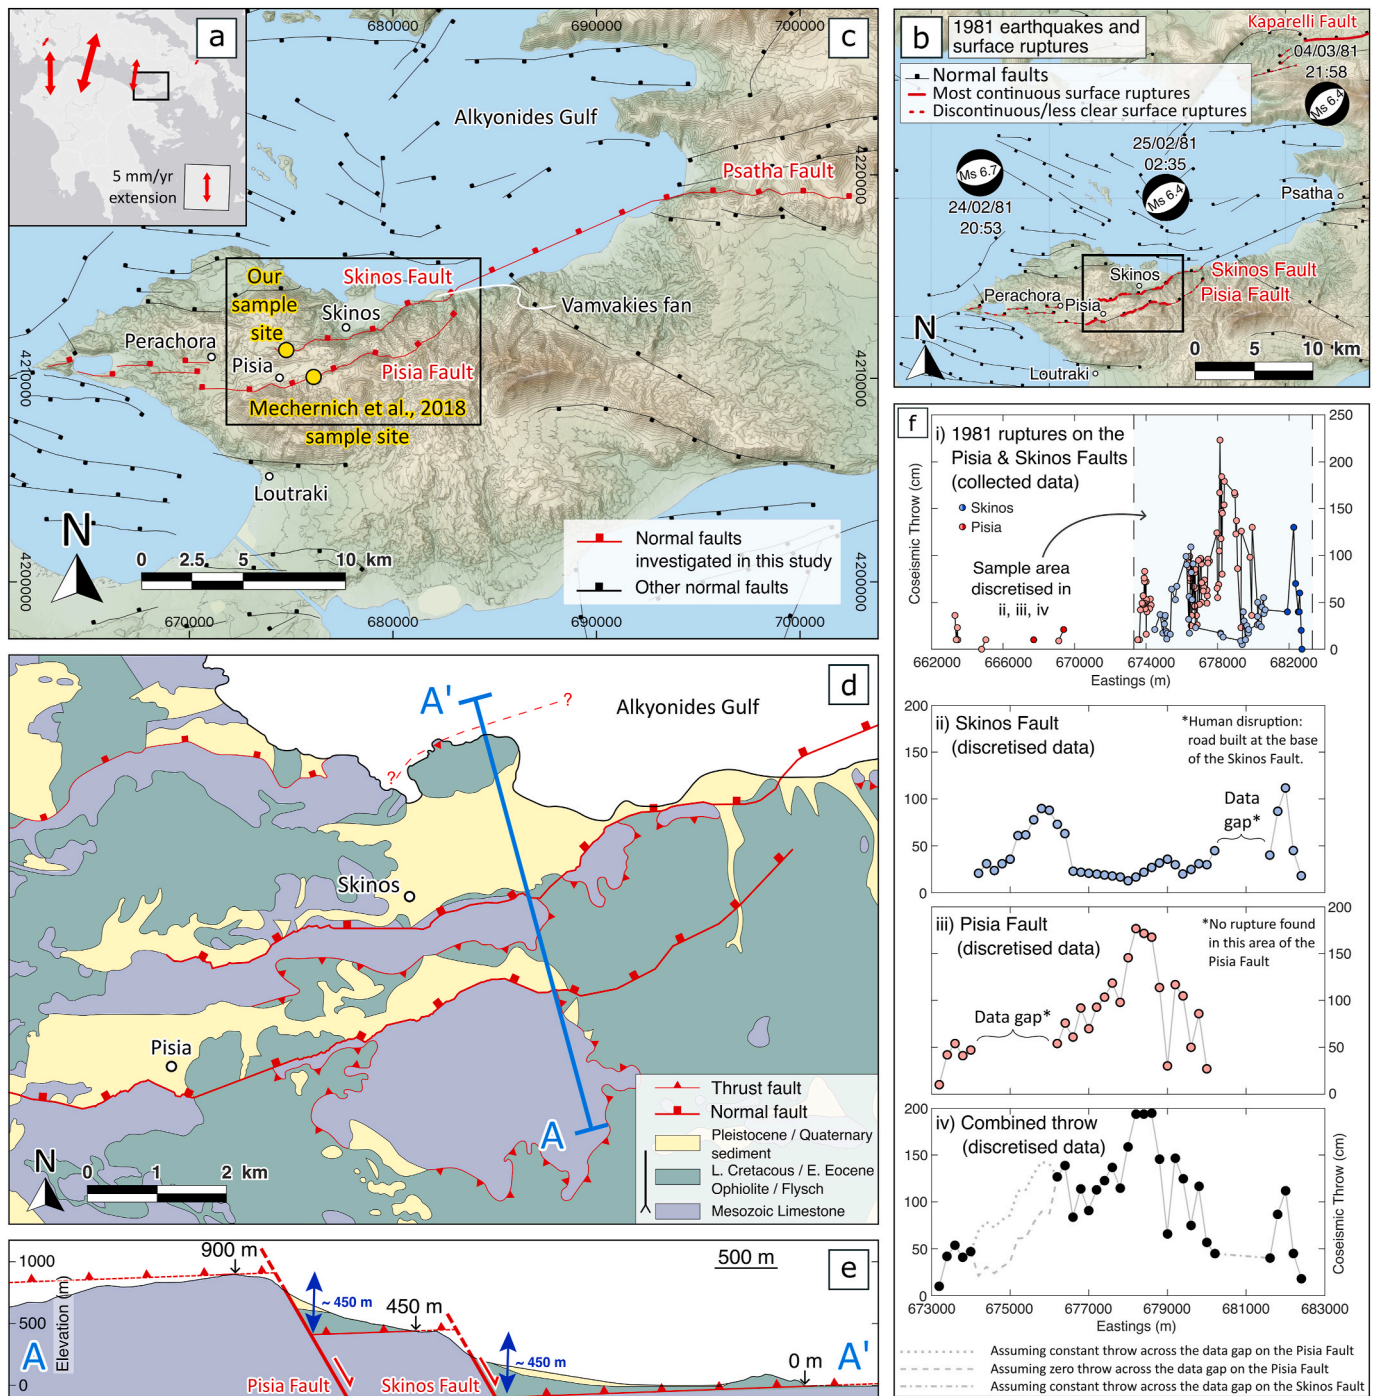 a
5 mm/yr
extension
c
680000
690000
700000
Alkyonides Gulf
Psatha Fault
4220000
Our
sample
site
Skinos Fault
Skinos
Vamvakies fan
Perachora
Pisia
Pisia Fault
4210000
4210000
Mechernich et al., 2018
sample site
Loutraki
N
0 2.5 5 10 km
Normal faults
investigated in this study
Other normal faults
4200000
4200000
670000
680000
690000
700000
b
1981 earthquakes and
surface ruptures
Kaparelli Fault
04/03/81
21:58
Ms 6.4
Normal faults
Most continuous surface ruptures
Discontinuous/less clear surface ruptures
25/02/81
02:35
Ms 6.7
Ms 6.4
24/02/81
20:53
Psatha
Skinos
Skinos Fault
Perachora
Pisia
Pisia Fault
N
0 5 10 km
Loutraki
d
A'
?
?
Alkyonides Gulf
Skinos
Pisia
A
N
0 1 2 km
Thrust fault
Normal fault
Pleistocene / Quaternary
sediment
L. Cretacous / E. Eocene
Ophiolite / Flysch
Mesozoic Limestone
e
1000
500
0
Elevation (m)
900 m
500 m
~ 450 m
450 m
~ 450 m
0 m
A
A'
Pisia Fault
Skinos Fault
f
i) 1981 ruptures on the
Pisia & Skinos Faults
(collected data)
Skinos
Pisia
Sample area
discretised in
ii, iii, iv
250
200
150
100
50
0
Coseismic Throw (cm)
662000
666000
670000
674000
678000
682000
Eastings (m)
ii) Skinos Fault
(discretised data)
*Human disruption:
road built at the base
of the Skinos Fault.
Data
gap*
200
150
100
50
0
50
0
iii) Pisia Fault
(discretised data)
*No rupture found
in this area of the
Pisia Fault
Data gap*
200
150
100
50
0
200
150
100
50
0
iv) Combined throw
(discretised data)
200
150
100
50
0
200
150
100
50
0
Coseismic Throw (cm)
673000
675000
677000
679000
681000
683000
Eastings (m)
Assuming constant throw across the data gap on the Pisia Fault
Assuming zero throw across the data gap on the Pisia Fault
Assuming constant throw across the data gap on the Skinos Fault